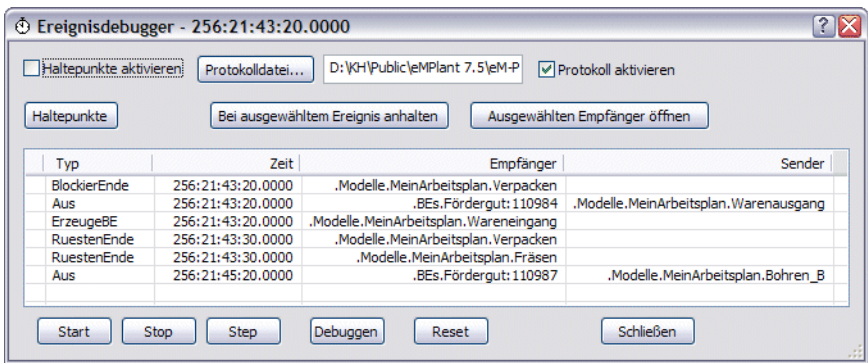 Ereignisdebugger - 256:21:43:20.0000
Haltepunkte aktivieren Protokolldatei... D:\KH\Public\eMPlant 7.5\eM-P Protokoll aktivieren
Haltepunkte Bei ausgewähltem Ereignis anhalten Ausgewählten Empfänger öffnen
Typ Zeit Empfänger Sender
BlockierEnde 256:21:43:20.0000 .Modelle.MeinArbeitsplan.Verpacken
Aus 256:21:43:20.0000 .BEs.Fördergut:110984 .Modelle.MeinArbeitsplan.Warenausgang
ErzeugeBE 256:21:43:20.0000 .Modelle.MeinArbeitsplan.Wareneingang
RuestenEnde 256:21:43:30.0000 .Modelle.MeinArbeitsplan.Verpacken
RuestenEnde 256:21:43:30.0000 .Modelle.MeinArbeitsplan.Fräsen
Aus 256:21:45:20.0000 .BEs.Fördergut:110987 .Modelle.MeinArbeitsplan.Bohren_B
Start Stop Step Debuggen Reset Schließen